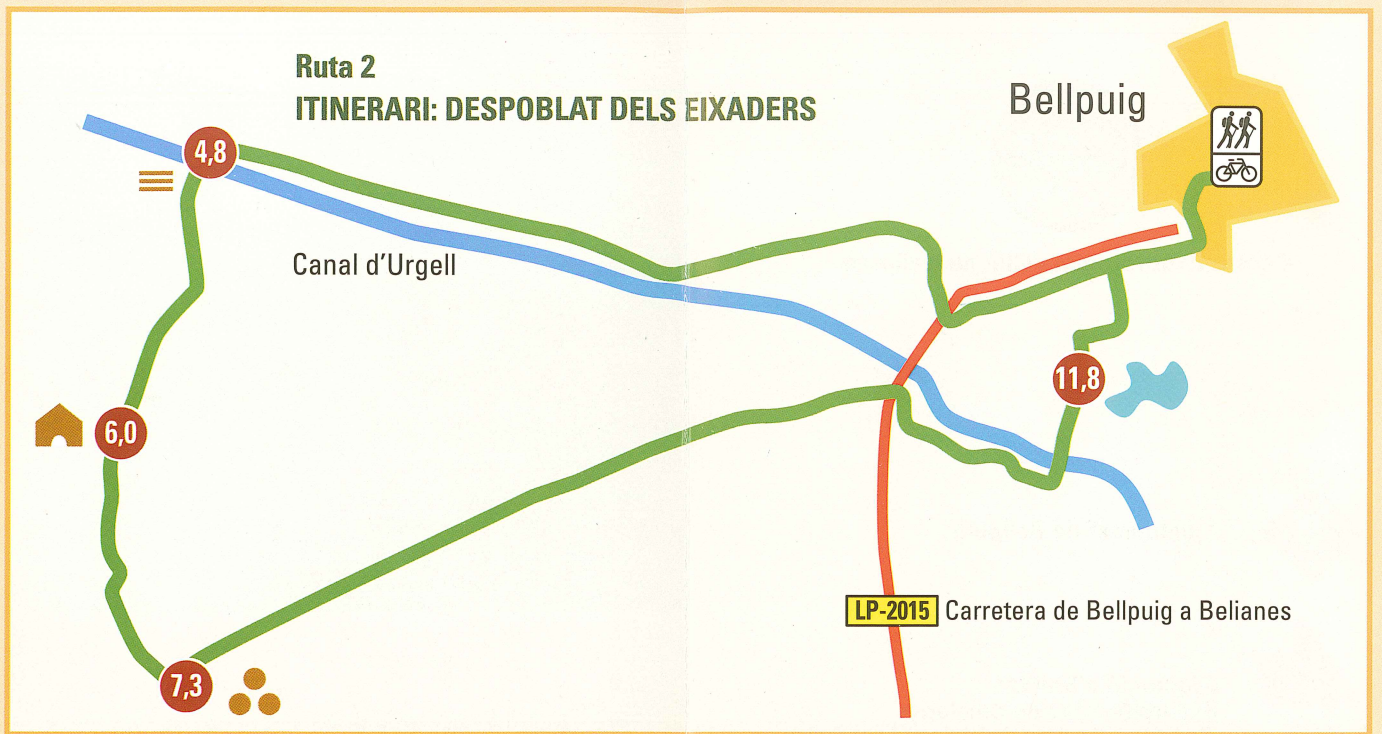 Ruta 2
ITINERARI: DESPOBLAT DELS EIXADERS
Bellpuig
4,8
Canal d'Urgell
11,8
6,0
LP-2015 Carretera de Bellpuig a Belianes
7,3